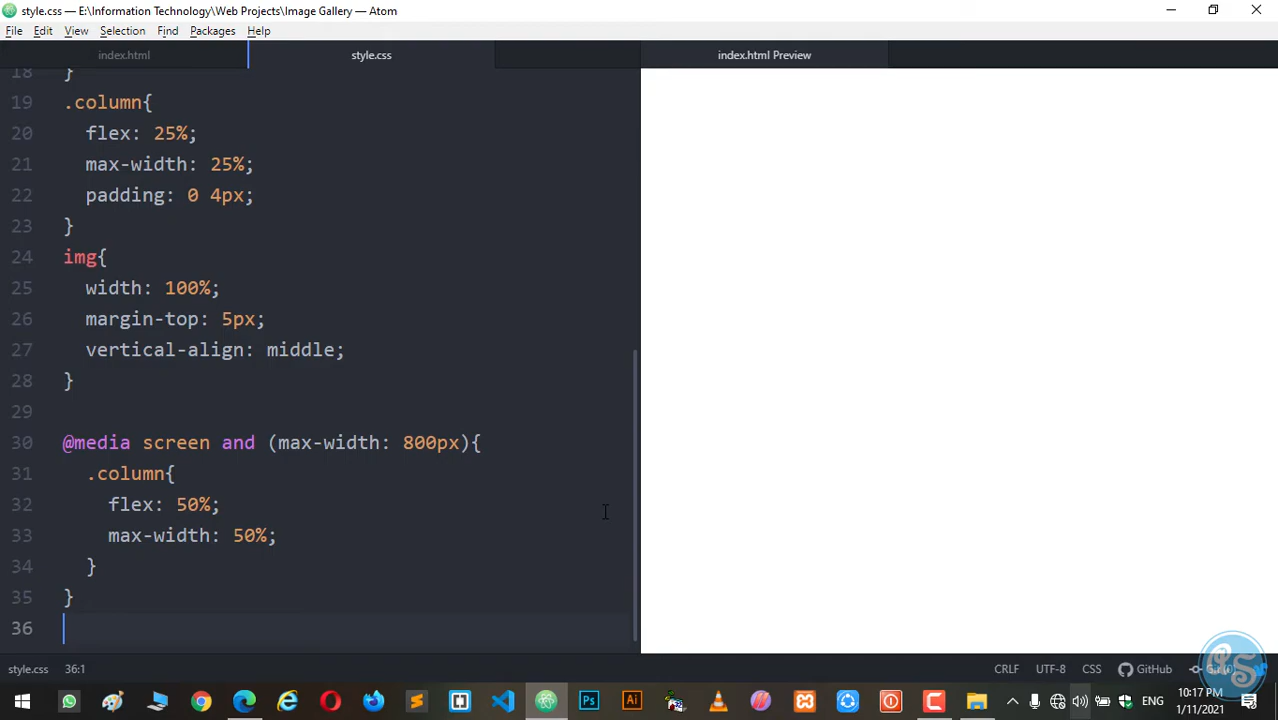 style.css — E:\Information Technology\Web Projects\Image Gallery — Atom
File Edit View Selection Find Packages Help
index.html style.css index.html Preview
18 }
19 .column{
20 flex: 25%;
21 max-width: 25%;
22 padding: 0 4px;
23 }
24 img{
25 width: 100%;
26 margin-top: 5px;
27 vertical-align: middle;
28 }
29
30 @media screen and (max-width: 800px){
31 .column{
32 flex: 50%;
33 max-width: 50%;
34 }
35 }
36
style.css 36:1 CRLF UTF-8 CSS GitHub
ENG 10:17 PM
1/11/2021